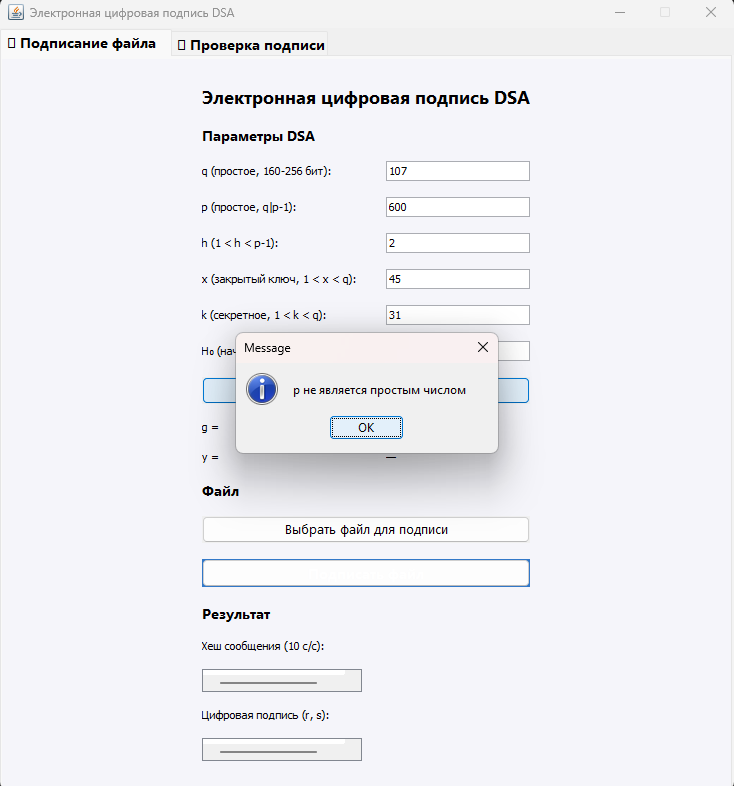 Электронная цифровая подпись DSA
Подписание файла
Проверка подписи
Электронная цифровая подпись DSA
Параметры DSA
q (простое, 160-256 бит): 107
p (простое, q|p-1): 600
h (1 < h < p-1): 2
x (закрытый ключ, 1 < x < q): 45
k (секретное, 1 < k < q): 31
H₀
Message
p не является простым числом
OK
g =
y = —
Файл
Выбрать файл для подписи
Результат
Хеш сообщения (10 с/с):
Цифровая подпись (r, s):